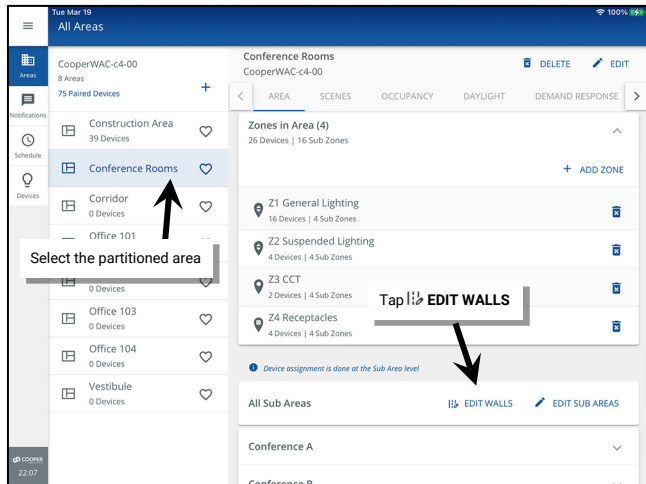 Tue Mar 19
100%
All Areas
Areas
Notifications
Schedule
Devices
COOPER
22:07
CooperWAC-c4-00
8 Areas
75 Paired Devices
+
Construction Area
39 Devices
Conference Rooms
Corridor
0 Devices
Office 101
Select the partitioned area
0 Devices
Office 103
0 Devices
Office 104
0 Devices
Vestibule
0 Devices
Conference Rooms
CooperWAC-c4-00
DELETE
EDIT
AREA SCENES OCCUPANCY DAYLIGHT DEMAND RESPONSE
Zones in Area (4)
26 Devices | 16 Sub Zones
+ ADD ZONE
Z1 General Lighting
16 Devices | 4 Sub Zones
Z2 Suspended Lighting
4 Devices | 4 Sub Zones
Z3 CCT
2 Devices | 4 Sub Zones
Tap EDIT WALLS
Z4 Receptacles
4 Devices | 4 Sub Zones
Device assignment is done at the Sub Area level
All Sub Areas
EDIT WALLS
EDIT SUB AREAS
Conference A
Conference B